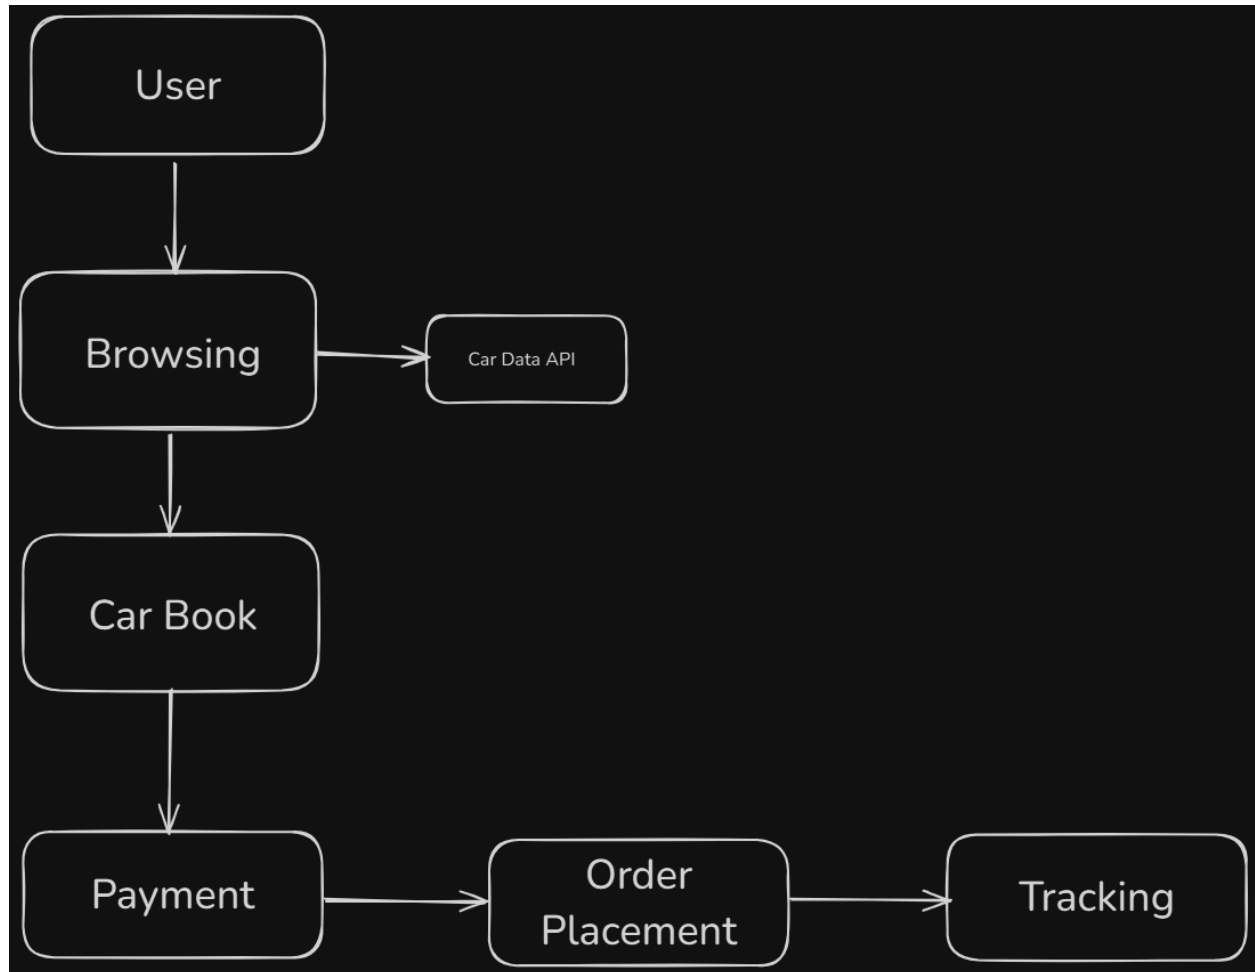 User
Browsing
Car Data API
Car Book
Payment
Order
Placement
Tracking